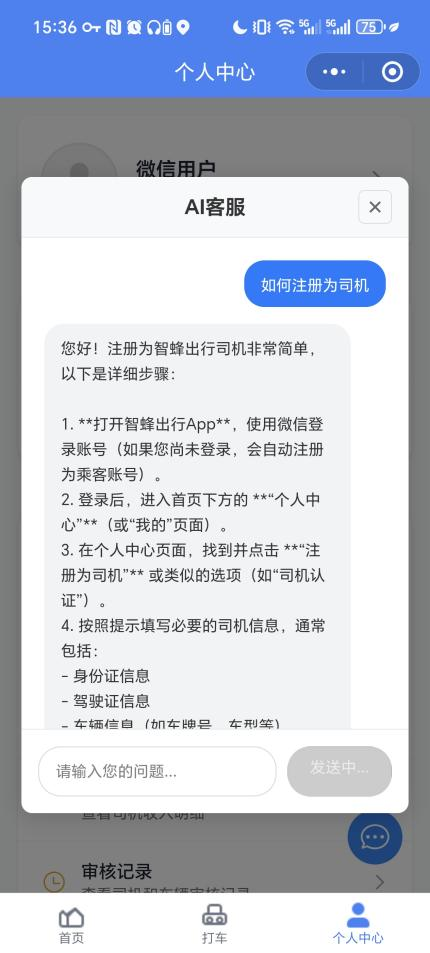 15:36
5G
5G
75
个人中心
微信用户
AI客服
如何注册为司机
您好！注册为智蜂出行司机非常简单，
以下是详细步骤：
1. **打开智蜂出行App**，使用微信登
录账号（如果您尚未登录，会自动注册
为乘客账号）。
2. 登录后，进入首页下方的 **“个人中
心”**（或“我的”页面）。
3. 在个人中心页面，找到并点击 **“注
册为司机”** 或类似的选项（如“司机认
证”）。
4. 按照提示填写必要的司机信息，通常
包括：
- 身份证信息
- 驾驶证信息
- 车辆信息（如车牌号、车型等）
请输入您的问题...
发送中...
查看司机收入明细
审核记录
查看司机和车辆审核记录
首页
打车
个人中心